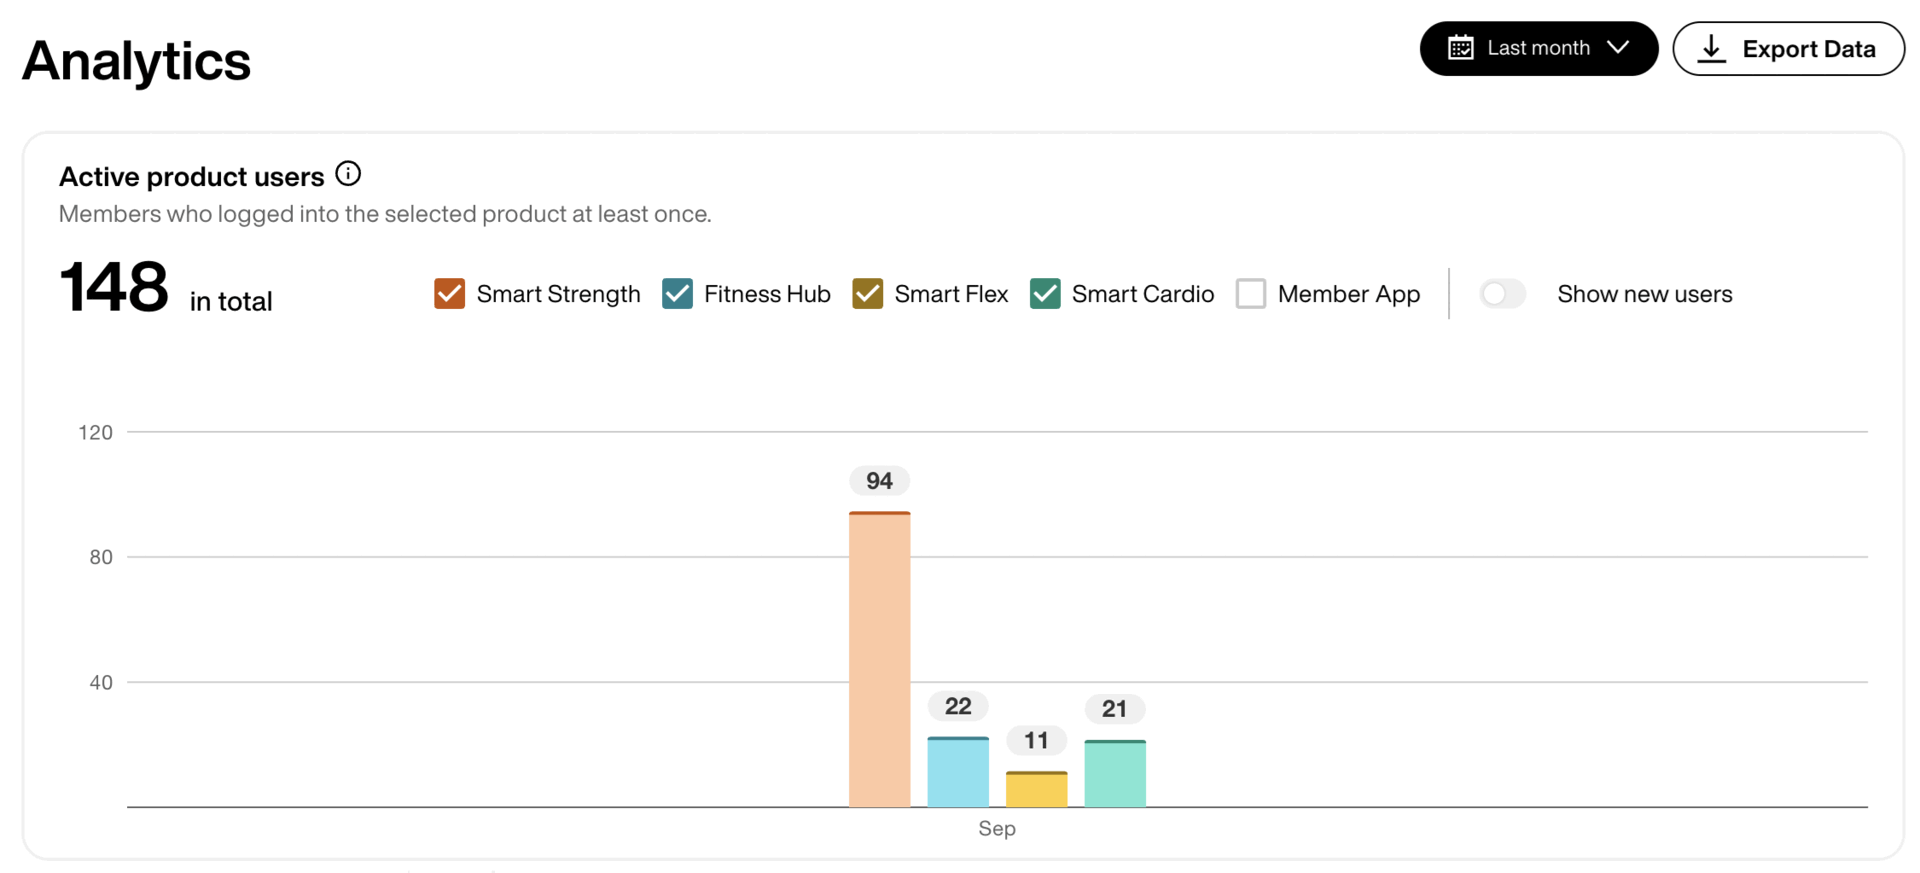 Analytics
Last month
Export Data
Active product users
Members who logged into the selected product at least once.
148 in total
Smart Strength
Fitness Hub
Smart Flex
Smart Cardio
Member App
Show new users
120
94
80
40
22
11
21
Sep